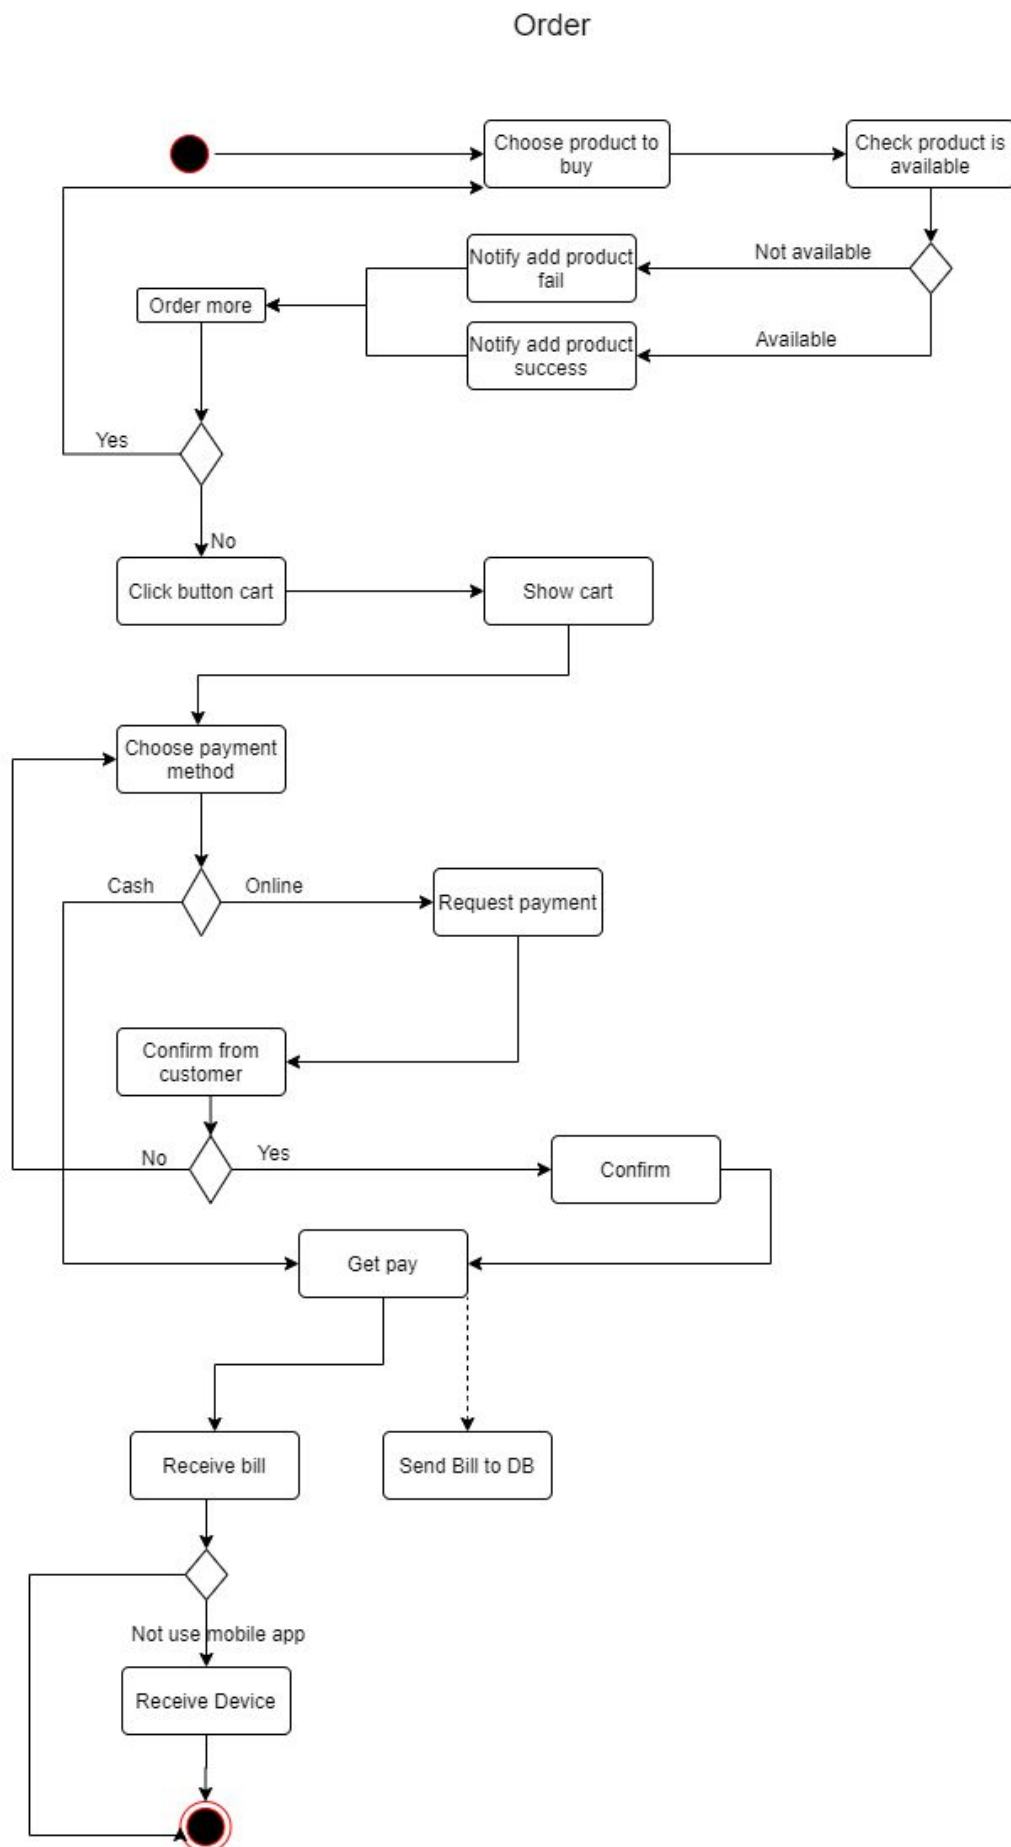 Order
Choose product to
buy
Check product is
available
Not available
Notify add product
fail
Order more
Available
Notify add product
success
Yes
No
Click button cart
Show cart
Choose payment
method
Cash
Online
Request payment
Confirm from
customer
No
Yes
Confirm
Get pay
Receive bill
Send Bill to DB
Not use mobile app
Receive Device